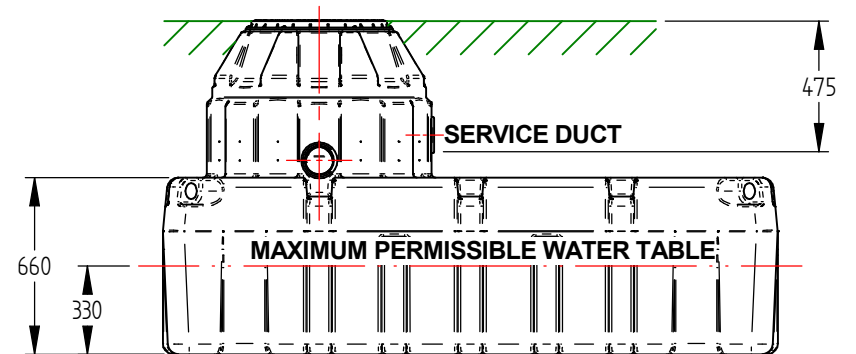 475
SERVICE DUCT
MAXIMUM PERMISSIBLE WATER TABLE
660
330